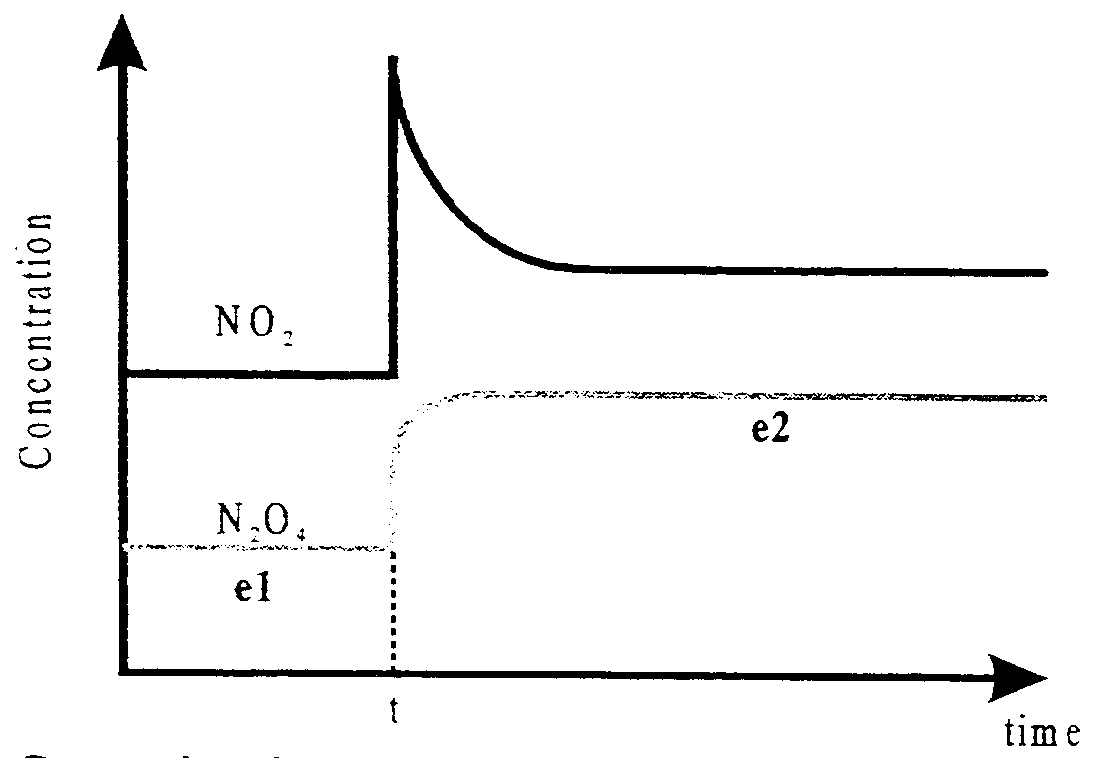 Concentration
NO₂
N₂O₄
e1
e2
t
time